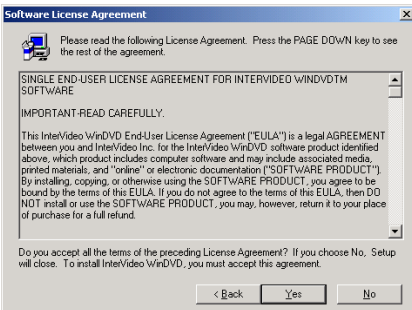 Software License Agreement
Please read the following License Agreement. Press the PAGE DOWN key to see
the rest of the agreement.
SINGLE END-USER LICENSE AGREEMENT FOR INTERVIDEO WINDVDTM
SOFTWARE
IMPORTANT-READ CAREFULLY.
This InterVideo WinDVD End-User License Agreement ("EULA") is a legal AGREEMENT
between you and InterVideo Inc. for the InterVideo WinDVD software product identified
above, which product includes computer software and may include associated media,
printed materials, and "online" or electronic documentation ("SOFTWARE PRODUCT").
By installing, copying, or otherwise using the SOFTWARE PRODUCT, you agree to be
bound by the terms of this EULA. If you do not agree to the terms of this EULA, then DO
NOT install or use the SOFTWARE PRODUCT, you may, however, return it to your place
of purchase for a full refund.
Do you accept all the terms of the preceding License Agreement? If you choose No, Setup
will close. To install InterVideo WinDVD, you must accept this agreement.
< Back Yes No